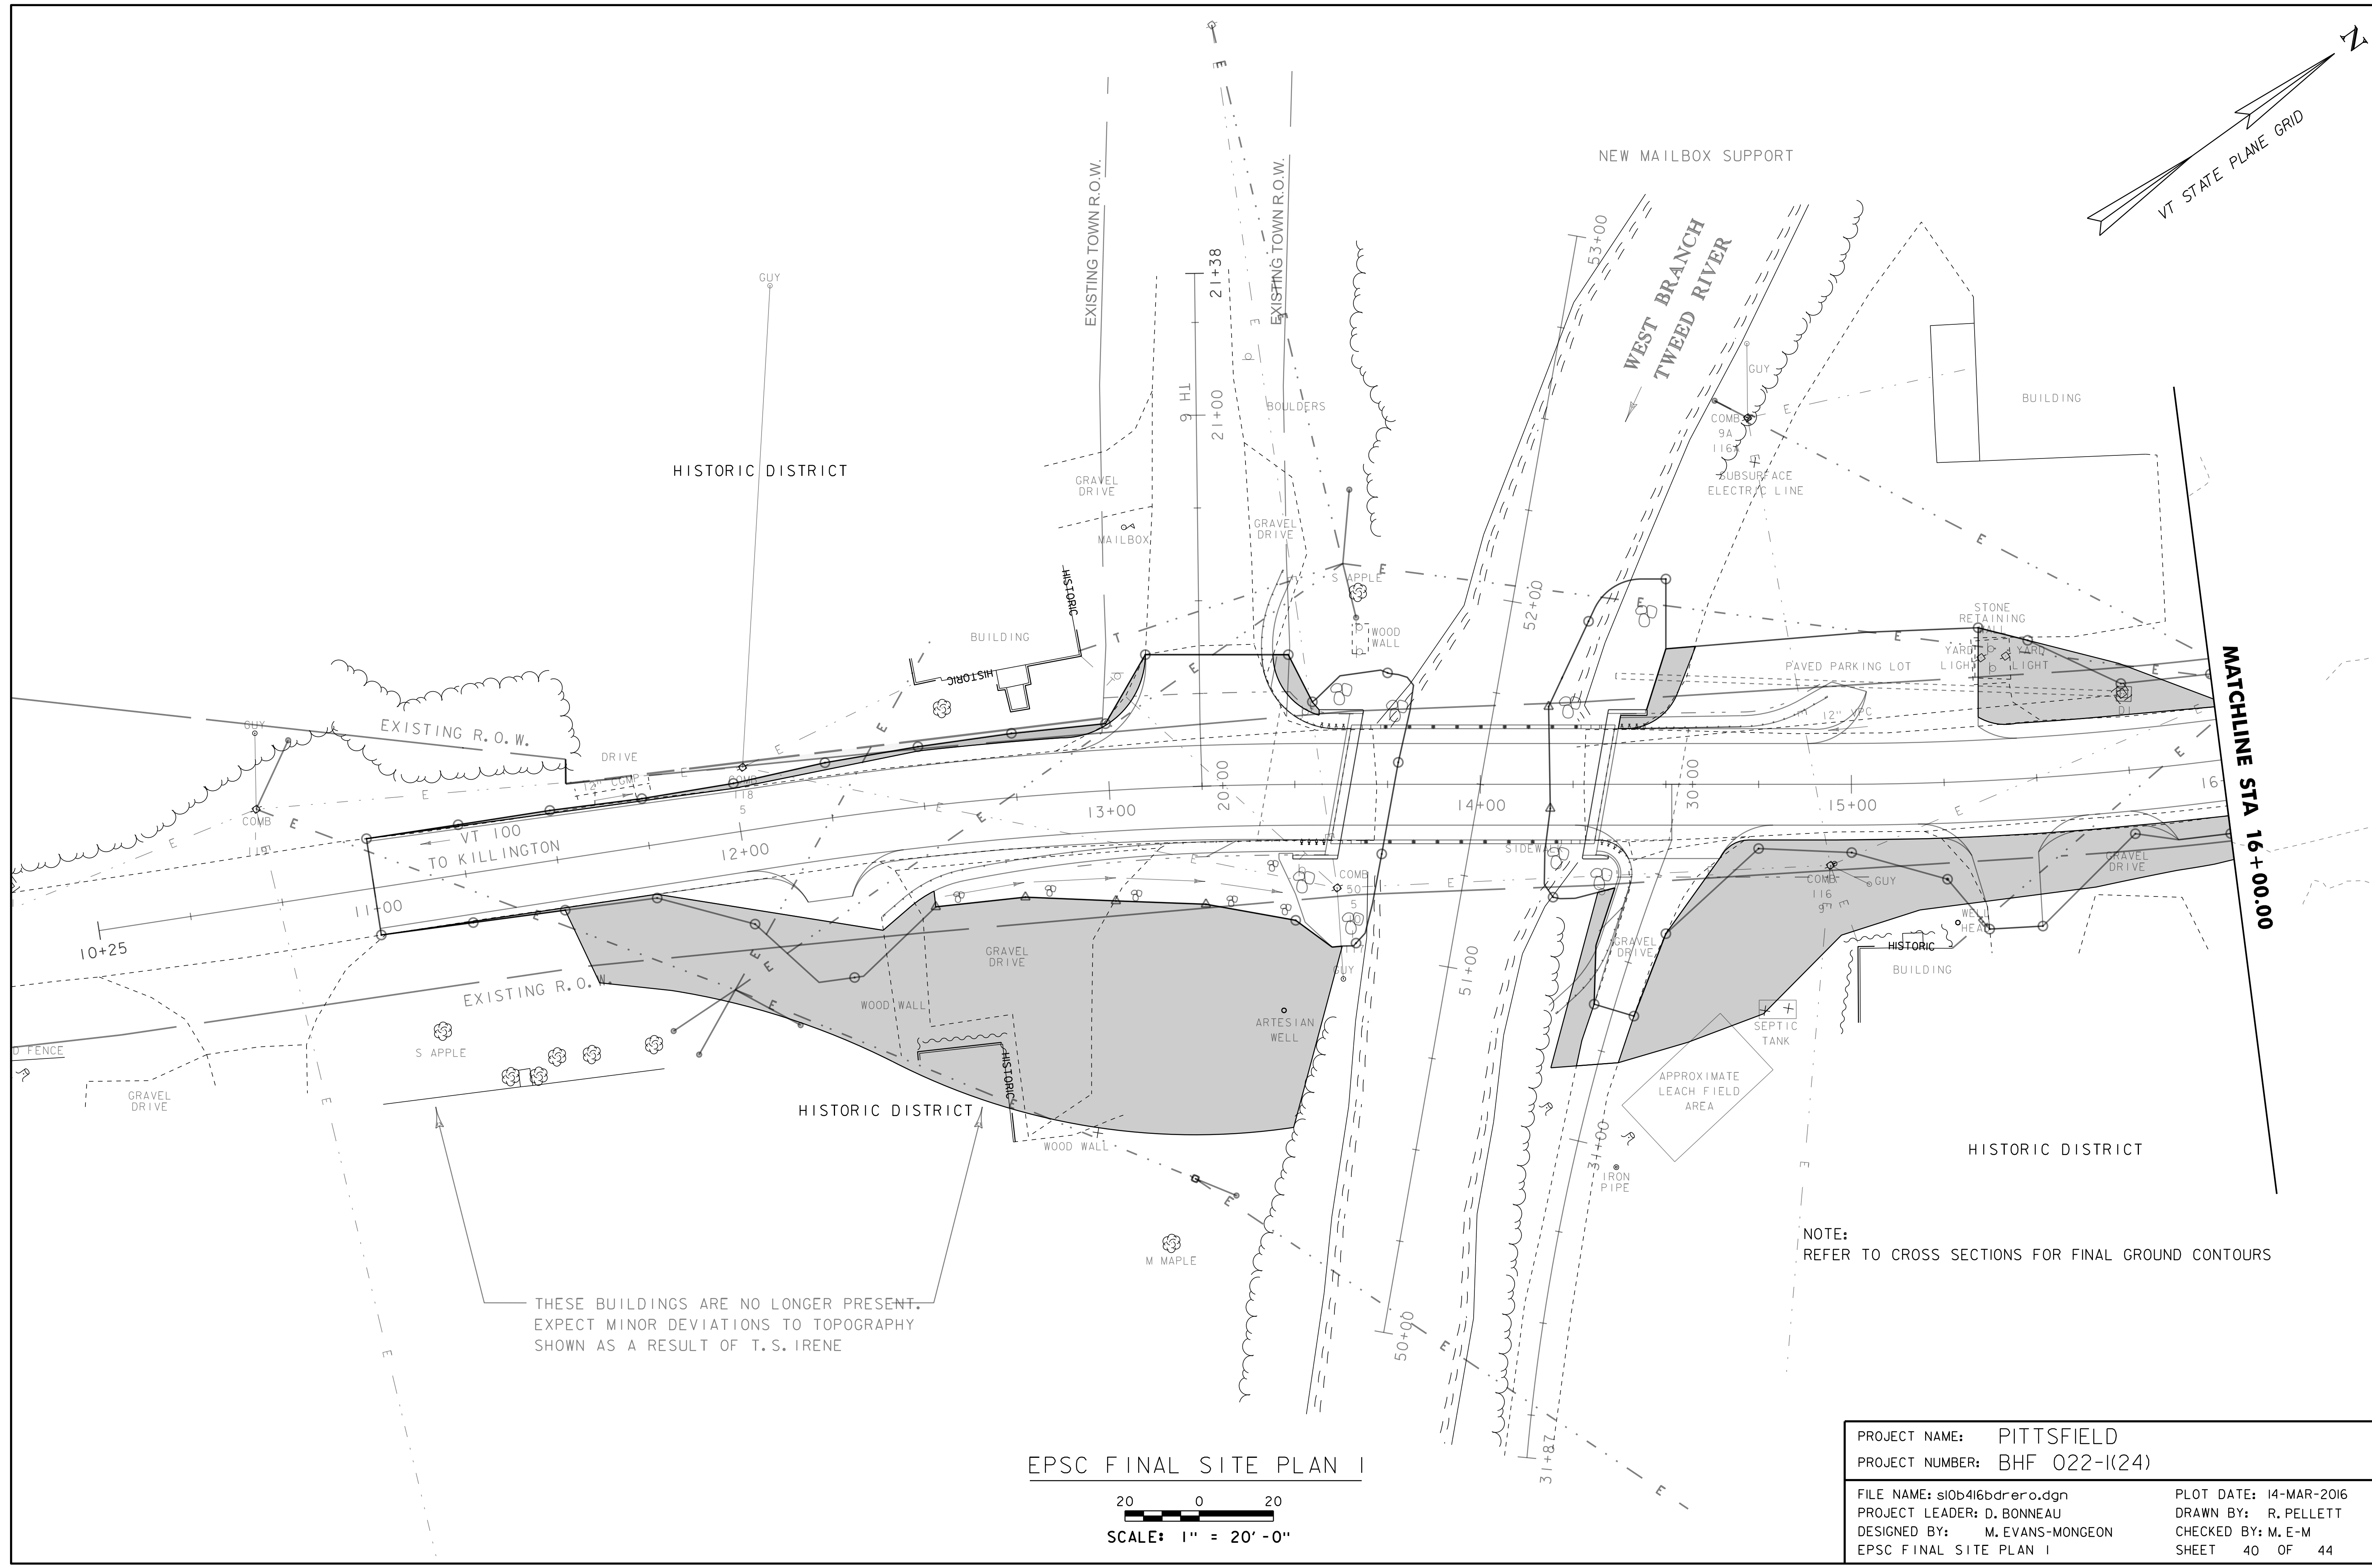 N
VT STATE PLANE GRID
NEW MAILBOX SUPPORT
EXISTING TOWN R.O.W.
EXISTING TOWN R.O.W.
21+38
53+00
WEST BRANCH
TWEED RIVER
GUY
GUY
TH 6
21+00
BOULDERS
COMB
9A
116A
BUILDING
HISTORIC DISTRICT
GRAVEL
DRIVE
SUBSURFACE
ELECTRIC LINE
MAILBOX
GRAVEL
DRIVE
HISTORIC
S APPLE
52+00
WOOD
WALL
STONE
RETAINING
WALL
BUILDING
HISTORIC
YARD
LIGHT
YARD
LIGHT
PAVED PARKING LOT
MATCHLINE STA 16+00.00
GUY
EXISTING R.O.W.
DRIVE
12" CGMP
COMB
118
5
12" VPC
DI
COMB
119
VT 100
TO KILLINGTON
10+25
11+00
12+00
13+00
20+00
14+00
30+00
15+00
16+
SIDEWALK
COMB
50
5
117
GUY
COMB
116
9
GUY
GRAVEL
DRIVE
WELL
HEAD
HISTORIC
BUILDING
EXISTING R.O.W.
GRAVEL
DRIVE
WOOD WALL
51+00
GRAVEL
DRIVE
ARTESIAN
WELL
SEPTIC
TANK
D FENCE
S APPLE
GRAVEL
DRIVE
HISTORIC
APPROXIMATE
LEACH FIELD
AREA
HISTORIC DISTRICT
WOOD WALL
31+00
IRON
PIPE
HISTORIC DISTRICT
M MAPLE
NOTE:
REFER TO CROSS SECTIONS FOR FINAL GROUND CONTOURS
THESE BUILDINGS ARE NO LONGER PRESENT.
EXPECT MINOR DEVIATIONS TO TOPOGRAPHY
SHOWN AS A RESULT OF T.S. IRENE
50+00
31+87
EPSC FINAL SITE PLAN 1
20 0 20
SCALE: 1" = 20'-0"
PROJECT NAME: PITTSFIELD
PROJECT NUMBER: BHF 022-1(24)
FILE NAME: s10b416bdrero.dgn PLOT DATE: 14-MAR-2016
PROJECT LEADER: D. BONNEAU DRAWN BY: R. PELLETT
DESIGNED BY: M. EVANS-MONGEON CHECKED BY: M. E-M
EPSC FINAL SITE PLAN 1 SHEET 40 OF 44